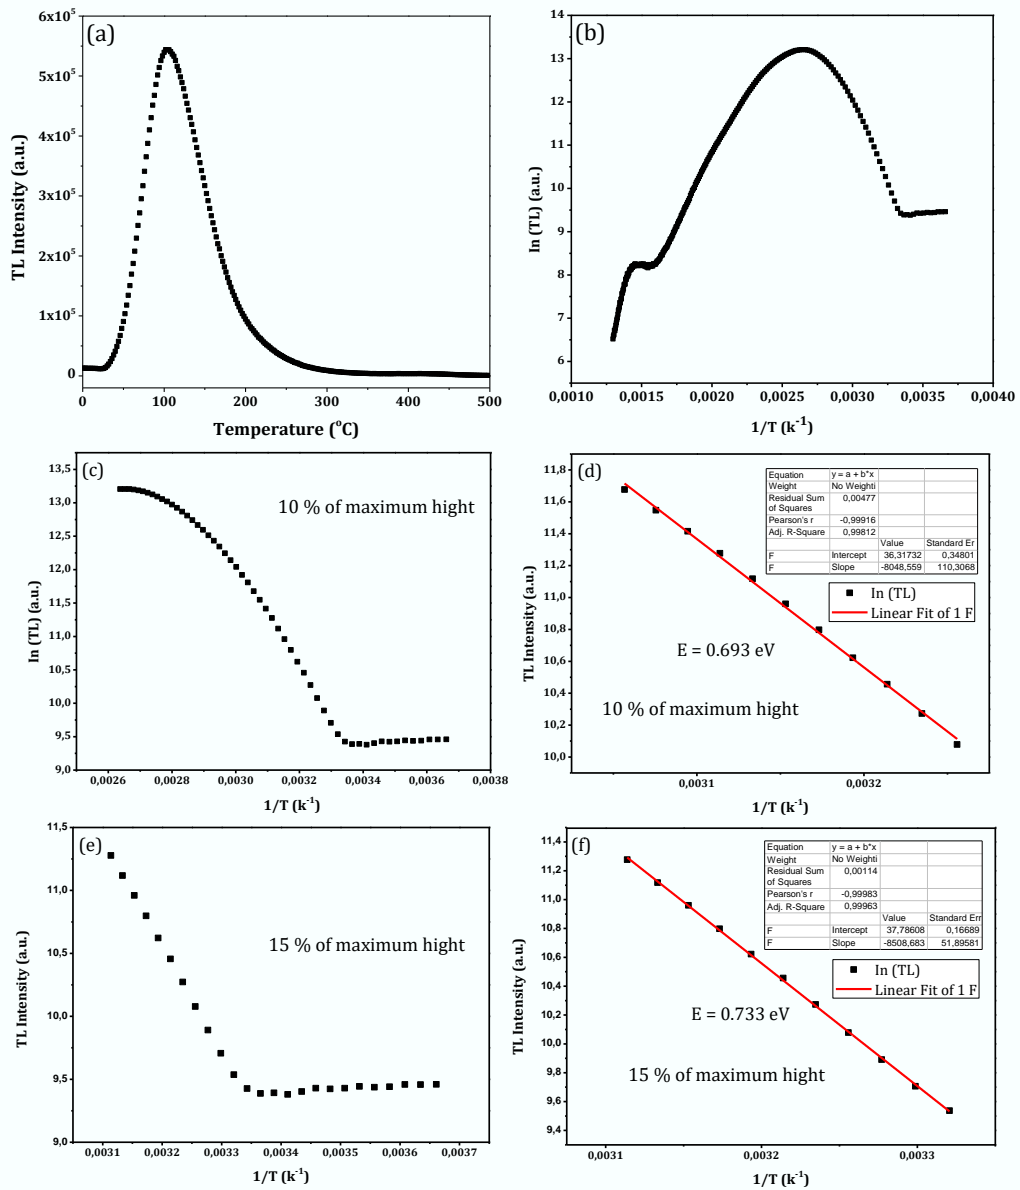 (a)
6x10⁵
5x10⁵
4x10⁵
3x10⁵
2x10⁵
1x10⁵
0
TL Intensity (a.u.)
0 100 200 300 400 500
Temperature (°C)
(b)
14
13
12
11
10
9
8
7
6
In (TL) (a.u.)
0,0010 0,0015 0,0020 0,0025 0,0030 0,0035 0,0040
1/T (k⁻¹)
(c)
10 % of maximum hight
13,5
13,0
12,5
12,0
11,5
11,0
10,5
10,0
9,5
9,0
In (TL) (a.u.)
0,0026 0,0028 0,0030 0,0032 0,0034 0,0036 0,0038
1/T (k⁻¹)
(d)
Equation y = a + b*x
Weight No Weighti
Residual Sum of Squares 0,00477
Pearson's r -0,99916
Adj. R-Square 0,99812
Value Standard Err
F Intercept 36,31732 0,34801
F Slope -8048,559 110,3068
In (TL)
Linear Fit of 1 F
E = 0.693 eV
10 % of maximum hight
11,8
11,6
11,4
11,2
11,0
10,8
10,6
10,4
10,2
10,0
TL Intensity (a.u.)
0,0031 0,0032
1/T (k⁻¹)
(e)
15 % of maximum hight
11,5
11,0
10,5
10,0
9,5
9,0
TL Intensity (a.u.)
0,0031 0,0032 0,0033 0,0034 0,0035 0,0036 0,0037
1/T (k⁻¹)
(f)
Equation y = a + b*x
Weight No Weighti
Residual Sum of Squares 0,00114
Pearson's r -0,99983
Adj. R-Square 0,99963
Value Standard Err
F Intercept 37,78608 0,16689
F Slope -8508,683 51,89581
In (TL)
Linear Fit of 1 F
E = 0.733 eV
15 % of maximum hight
11,4
11,2
11,0
10,8
10,6
10,4
10,2
10,0
9,8
9,6
9,4
TL Intensity (a.u.)
0,0031 0,0032 0,0033
1/T (k⁻¹)